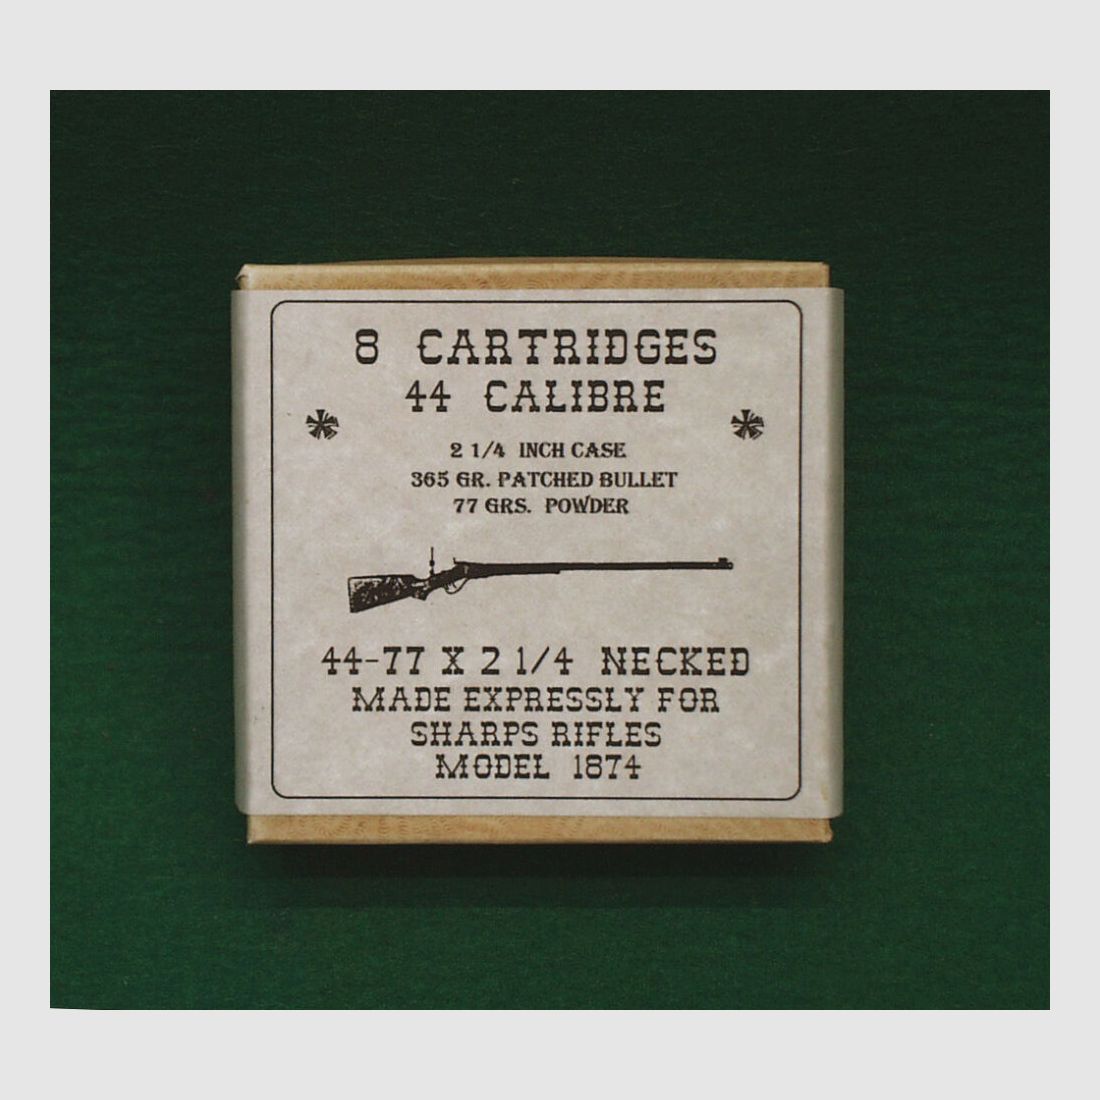 8 CARTRIDGES
44 CALIBRE
2 1/4 INCH CASE
365 GR. PATCHED BULLET
77 GRS. POWDER
44-77 X 2 1/4 NECKED
MADE EXPRESSLY FOR
SHARPS RIFLES
MODEL 1874